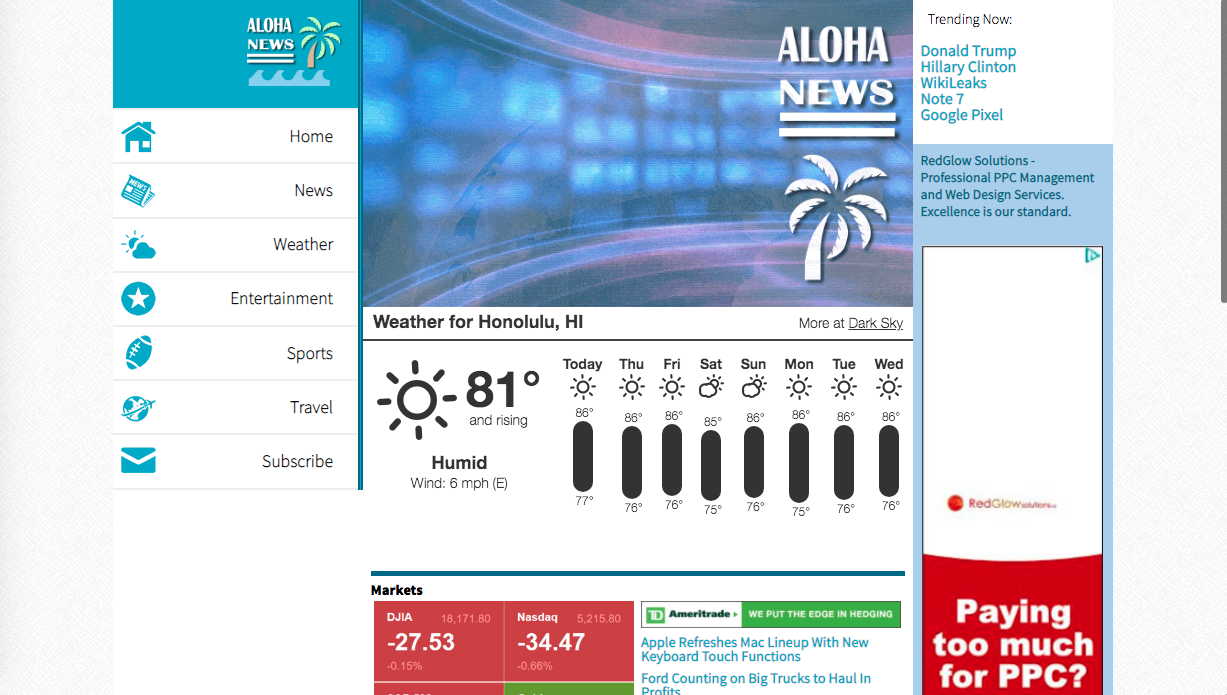 ALOHA
NEWS
Home
News
Weather
Entertainment
Sports
Travel
Subscribe
ALOHA
NEWS
Weather for Honolulu, HI
More at Dark Sky
81°
and rising
Humid
Wind: 6 mph (E)
Today Thu Fri Sat Sun Mon Tue Wed
86° 86° 86° 85° 86° 86° 86° 86°
77° 76° 76° 75° 76° 75° 76° 76°
Markets
DJIA 18,171.80
-27.53
-0.15%
Nasdaq 5,215.80
-34.47
-0.66%
TD Ameritrade WE PUT THE EDGE IN HEDGING
Apple Refreshes Mac Lineup With New
Keyboard Touch Functions
Ford Counting on Big Trucks to Haul In
Profits
Trending Now:
Donald Trump
Hillary Clinton
WikiLeaks
Note 7
Google Pixel
RedGlow Solutions -
Professional PPC Management
and Web Design Services.
Excellence is our standard.
RedGlow
Paying
too much
for PPC?